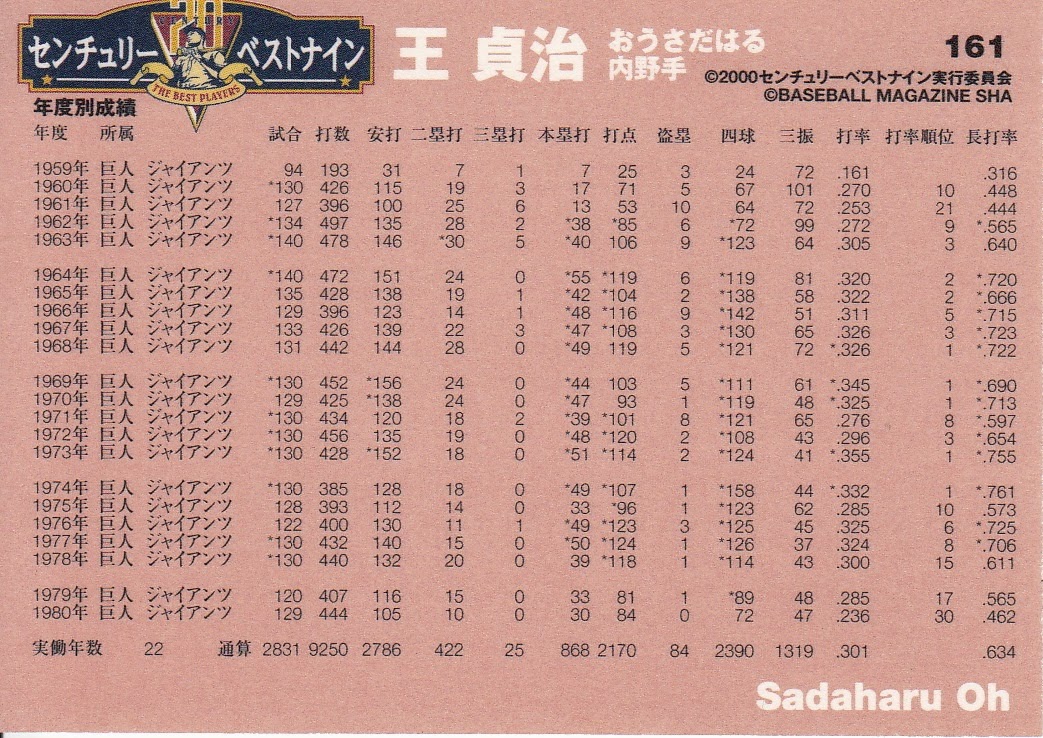 20
CENTURY
センチュリー ベストナイン
THE BEST PLAYERS
王 貞治 おうさだはる
内野手
161
©2000センチュリーベストナイン実行委員会
©BASEBALL MAGAZINE SHA
年度別成績
年度 所属 試合 打数 安打 二塁打 三塁打 本塁打 打点 盗塁 四球 三振 打率 打率順位 長打率
1959年 巨人 ジャイアンツ 94 193 31 7 1 7 25 3 24 72 .161 .316
1960年 巨人 ジャイアンツ *130 426 115 19 3 17 71 5 67 101 .270 10 .448
1961年 巨人 ジャイアンツ 127 396 100 25 6 13 53 10 64 72 .253 21 .444
1962年 巨人 ジャイアンツ *134 497 135 28 2 *38 *85 6 *72 99 .272 9 *.565
1963年 巨人 ジャイアンツ *140 478 146 *30 5 *40 106 9 *123 64 .305 3 .640
1964年 巨人 ジャイアンツ *140 472 151 24 0 *55 *119 6 *119 81 .320 2 *.720
1965年 巨人 ジャイアンツ 135 428 138 19 1 *42 *104 2 *138 58 .322 2 *.666
1966年 巨人 ジャイアンツ 129 396 123 14 1 *48 *116 9 *142 51 .311 5 *.715
1967年 巨人 ジャイアンツ 133 426 139 22 3 *47 *108 3 *130 65 .326 3 *.723
1968年 巨人 ジャイアンツ 131 442 144 28 0 *49 119 5 *121 72 *.326 1 *.722
1969年 巨人 ジャイアンツ *130 452 *156 24 0 *44 103 5 *111 61 *.345 1 *.690
1970年 巨人 ジャイアンツ 129 425 *138 24 0 *47 93 1 *119 48 *.325 1 *.713
1971年 巨人 ジャイアンツ *130 434 120 18 2 *39 *101 8 *121 65 .276 8 *.597
1972年 巨人 ジャイアンツ *130 456 135 19 0 *48 *120 2 *108 43 .296 3 *.654
1973年 巨人 ジャイアンツ *130 428 *152 18 0 *51 *114 2 *124 41 *.355 1 *.755
1974年 巨人 ジャイアンツ *130 385 128 18 0 *49 *107 1 *158 44 *.332 1 *.761
1975年 巨人 ジャイアンツ 128 393 112 14 0 33 *96 1 *123 62 .285 10 .573
1976年 巨人 ジャイアンツ 122 400 130 11 1 *49 *123 3 *125 45 .325 6 *.725
1977年 巨人 ジャイアンツ *130 432 140 15 0 *50 *124 1 *126 37 .324 8 *.706
1978年 巨人 ジャイアンツ *130 440 132 20 0 39 *118 1 *114 43 .300 15 .611
1979年 巨人 ジャイアンツ 120 407 116 15 0 33 81 1 *89 48 .285 17 .565
1980年 巨人 ジャイアンツ 129 444 105 10 0 30 84 0 72 47 .236 30 .462
実働年数 22 通算 2831 9250 2786 422 25 868 2170 84 2390 1319 .301 .634
Sadaharu Oh